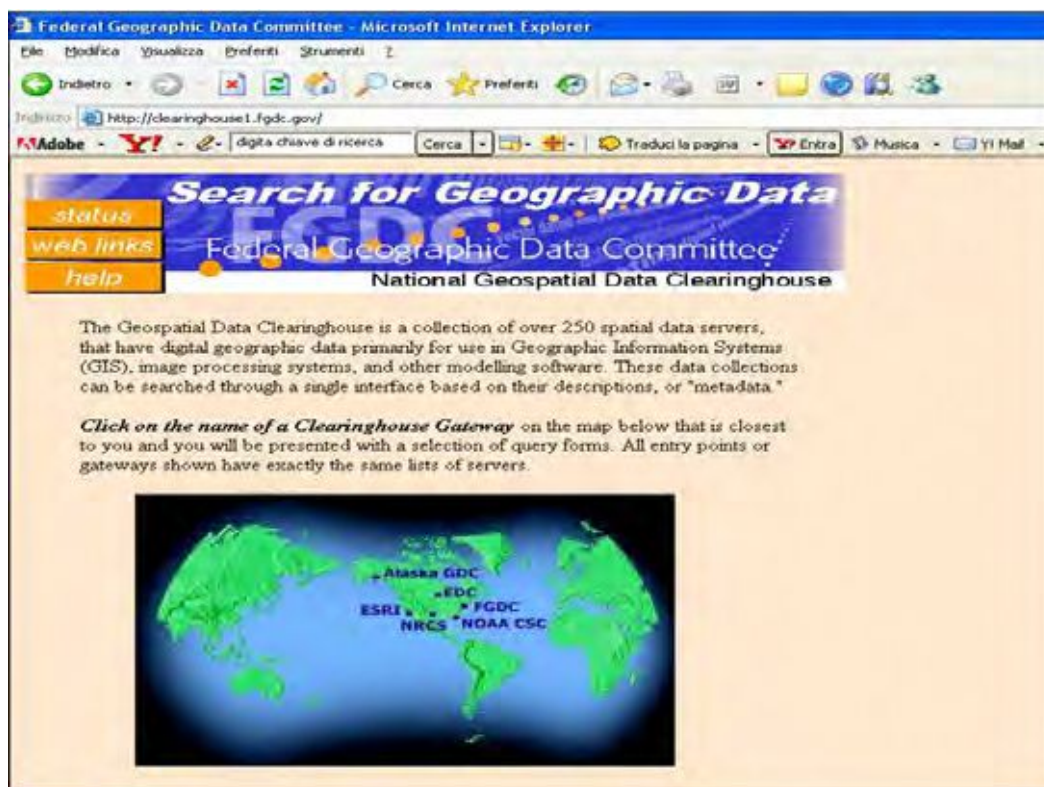 Federal Geographic Data Committee - Microsoft Internet Explorer
File Modifica Visualizza Preferiti Strumenti ?
Indietro Cerca Preferiti
Indirizzo http://clearinghouse1.fgdc.gov/
Adobe Y! digita chiave di ricerca Cerca Traduci la pagina Entra Musica Y! Mail
Search for Geographic Data
FGDC
status
web links
help
Federal Geographic Data Committee
National Geospatial Data Clearinghouse
The Geospatial Data Clearinghouse is a collection of over 250 spatial data servers,
that have digital geographic data primarily for use in Geographic Information Systems
(GIS), image processing systems, and other modelling software. These data collections
can be searched through a single interface based on their descriptions, or "metadata."
Click on the name of a Clearinghouse Gateway on the map below that is closest
to you and you will be presented with a selection of query forms. All entry points or
gateways shown have exactly the same lists of servers.
Alaska GDC
EDC
ESRI FGDC
NRCS NOAA CSC